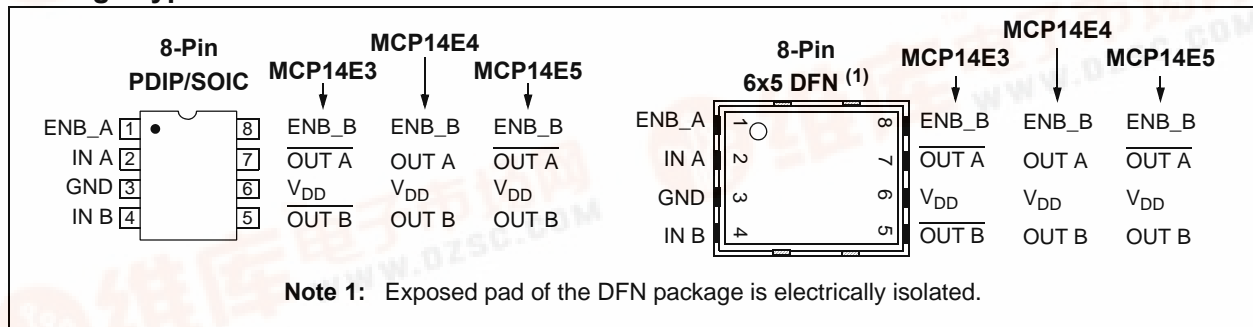 8-Pin
PDIP/SOIC
MCP14E3
MCP14E4
MCP14E5
ENB_A 1 8 ENB_B ENB_B ENB_B
IN A 2 7 OUT A OUT A OUT A
GND 3 6 VDD VDD VDD
IN B 4 5 OUT B OUT B OUT B
8-Pin
6x5 DFN (1)
MCP14E3
MCP14E4
MCP14E5
ENB_A 1 8 ENB_B ENB_B ENB_B
IN A 2 7 OUT A OUT A OUT A
GND 3 6 VDD VDD VDD
IN B 4 5 OUT B OUT B OUT B
Note 1: Exposed pad of the DFN package is electrically isolated.
WWW.DZSC.COM